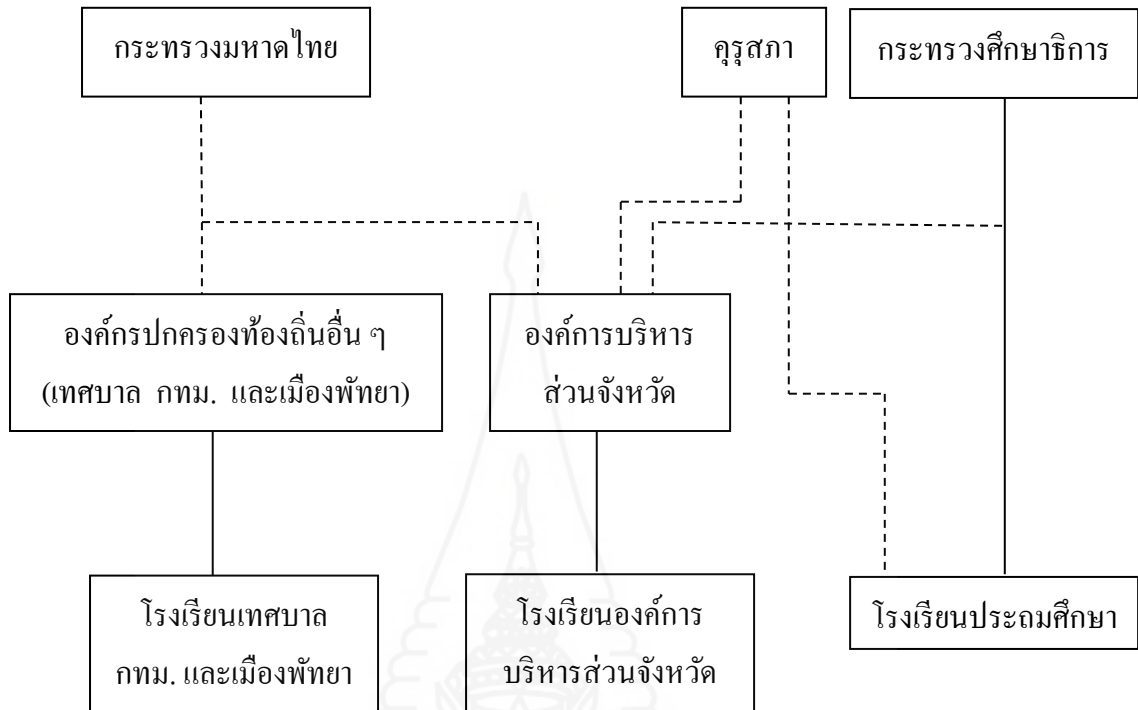 กระทรวงมหาดไทย
คุรุสภา
กระทรวงศึกษาธิการ
องค์กรปกครองท้องถิ่นอื่น ๆ
(เทศบาล กทม. และเมืองพัทยา)
องค์การบริหาร
ส่วนจังหวัด
โรงเรียนเทศบาล
กทม. และเมืองพัทยา
โรงเรียนองค์การ
บริหารส่วนจังหวัด
โรงเรียนประถมศึกษา